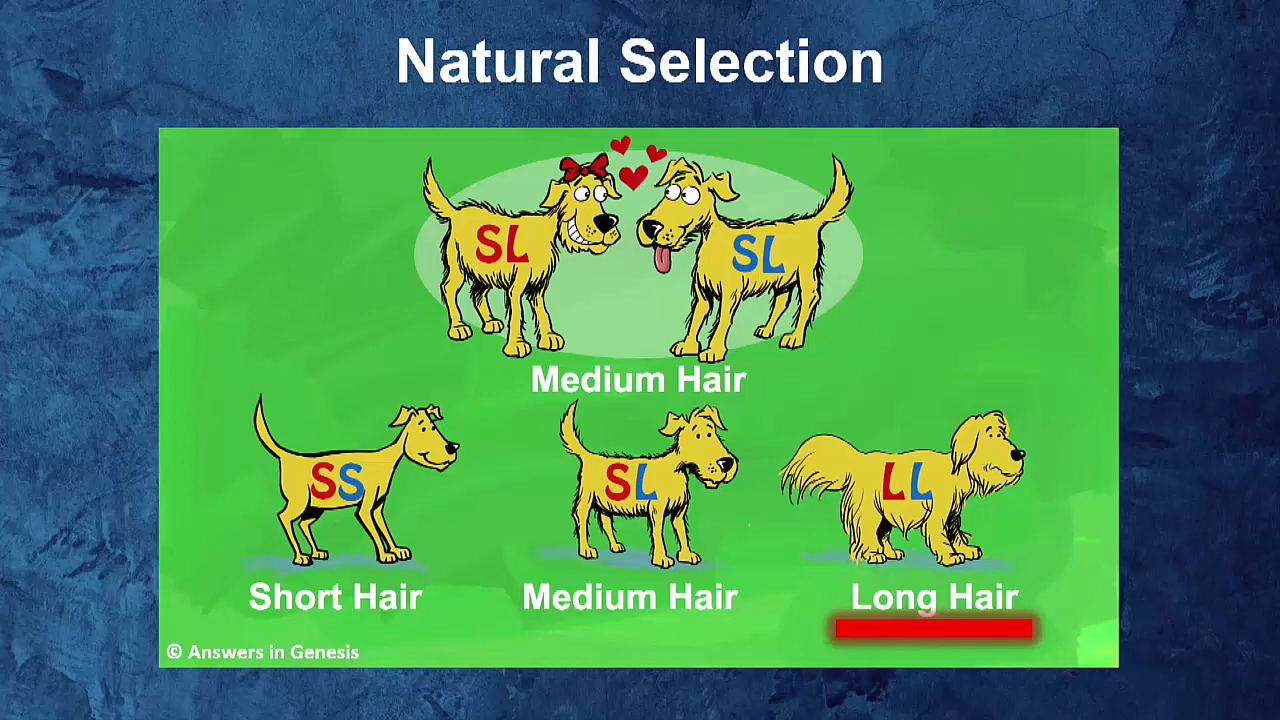 Natural Selection
SL
SL
Medium Hair
SS
SL
LL
Short Hair
Medium Hair
Long Hair
© Answers in Genesis